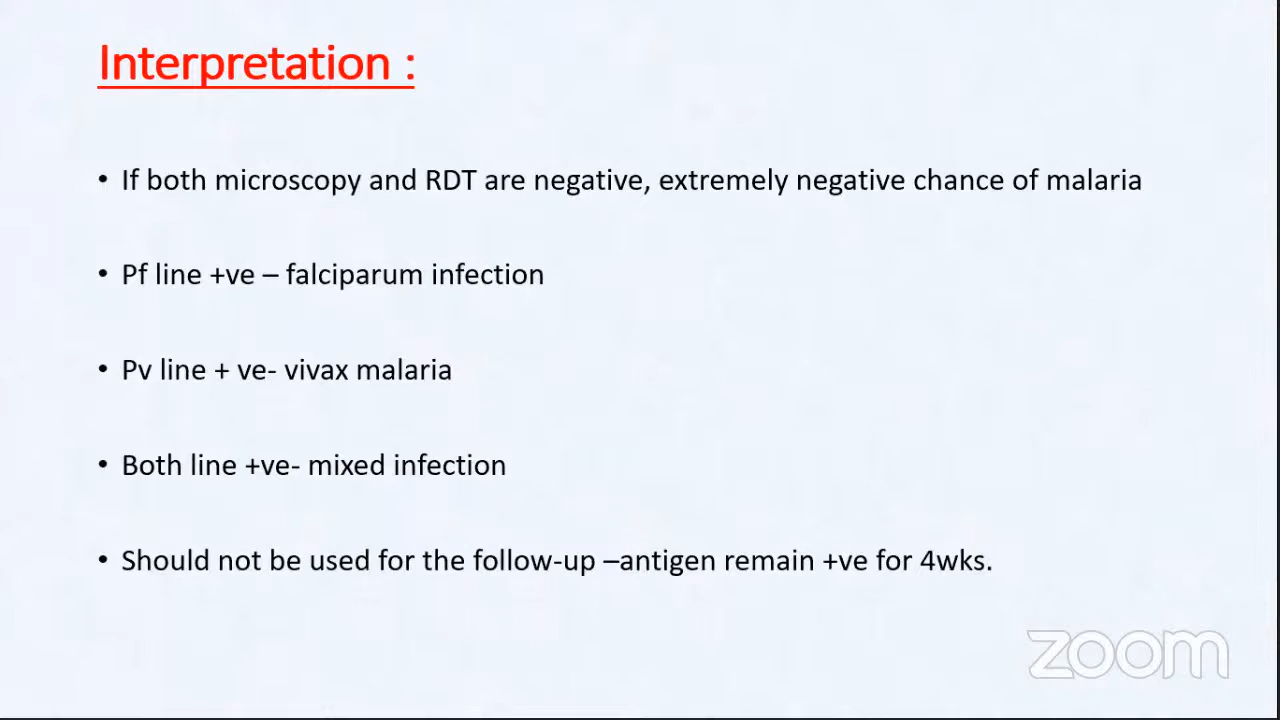 Interpretation :
• If both microscopy and RDT are negative, extremely negative chance of malaria
• Pf line +ve – falciparum infection
• Pv line + ve- vivax malaria
• Both line +ve- mixed infection
• Should not be used for the follow-up –antigen remain +ve for 4wks.
zoom